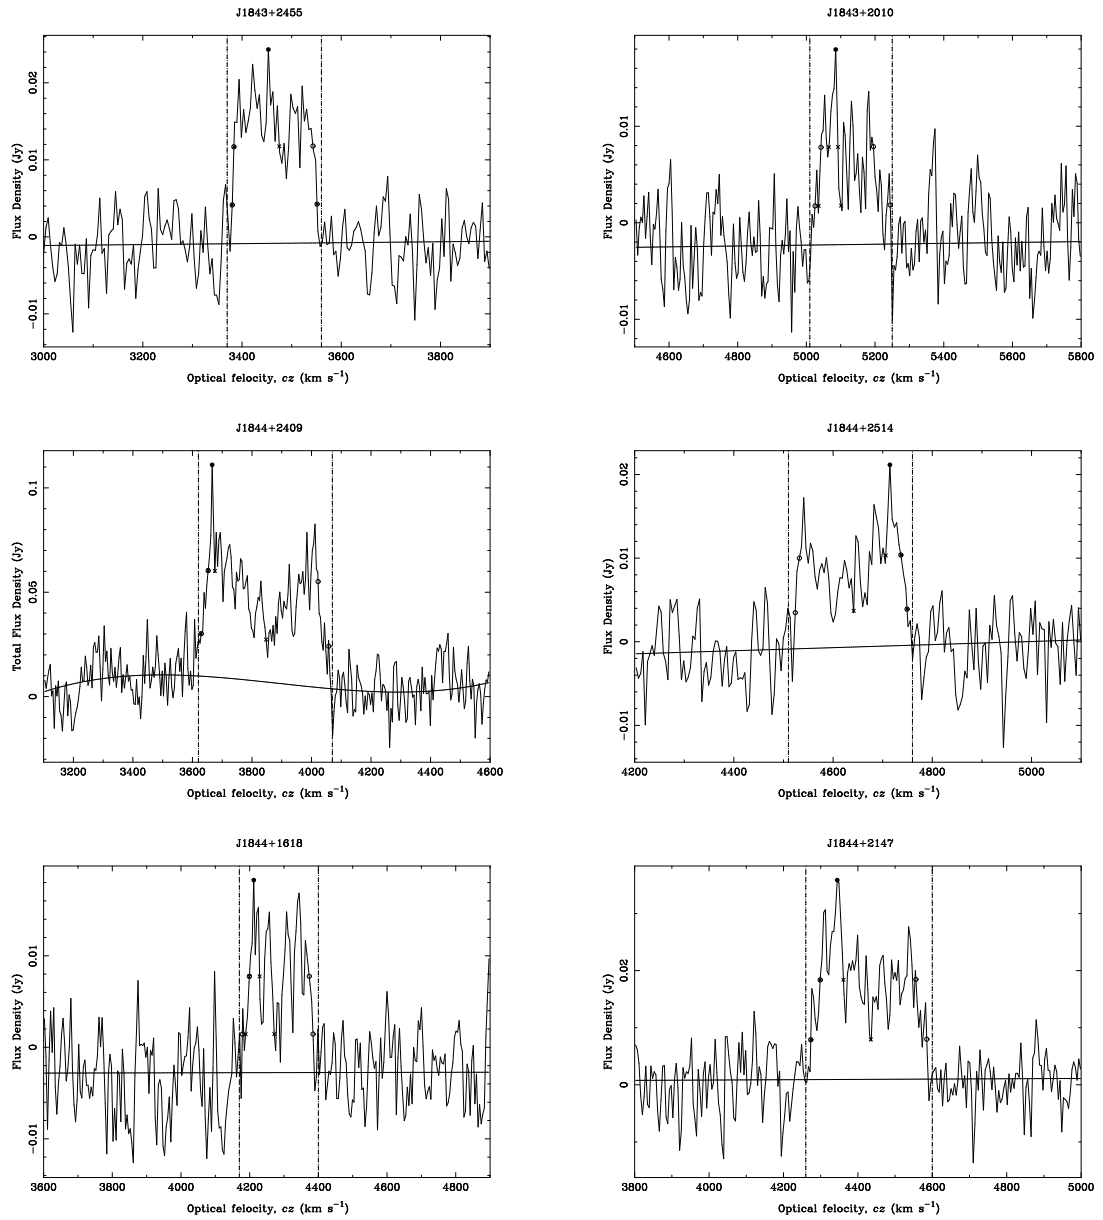 J1843+2455
Flux Density (Jy)
0.02
0.01
0
−0.01
3000 3200 3400 3600 3800
Optical felocity, cz (km s−1)
J1843+2010
Flux Density (Jy)
0.01
0
−0.01
4600 4800 5000 5200 5400 5600 5800
Optical felocity, cz (km s−1)
J1844+2409
Total Flux Density (Jy)
0.1
0.05
0
3200 3400 3600 3800 4000 4200 4400 4600
Optical felocity, cz (km s−1)
J1844+2514
Flux Density (Jy)
0.02
0.01
0
−0.01
4200 4400 4600 4800 5000
Optical felocity, cz (km s−1)
J1844+1618
Flux Density (Jy)
0.01
0
−0.01
3600 3800 4000 4200 4400 4600 4800
Optical felocity, cz (km s−1)
J1844+2147
Flux Density (Jy)
0.02
0
3800 4000 4200 4400 4600 4800 5000
Optical felocity, cz (km s−1)